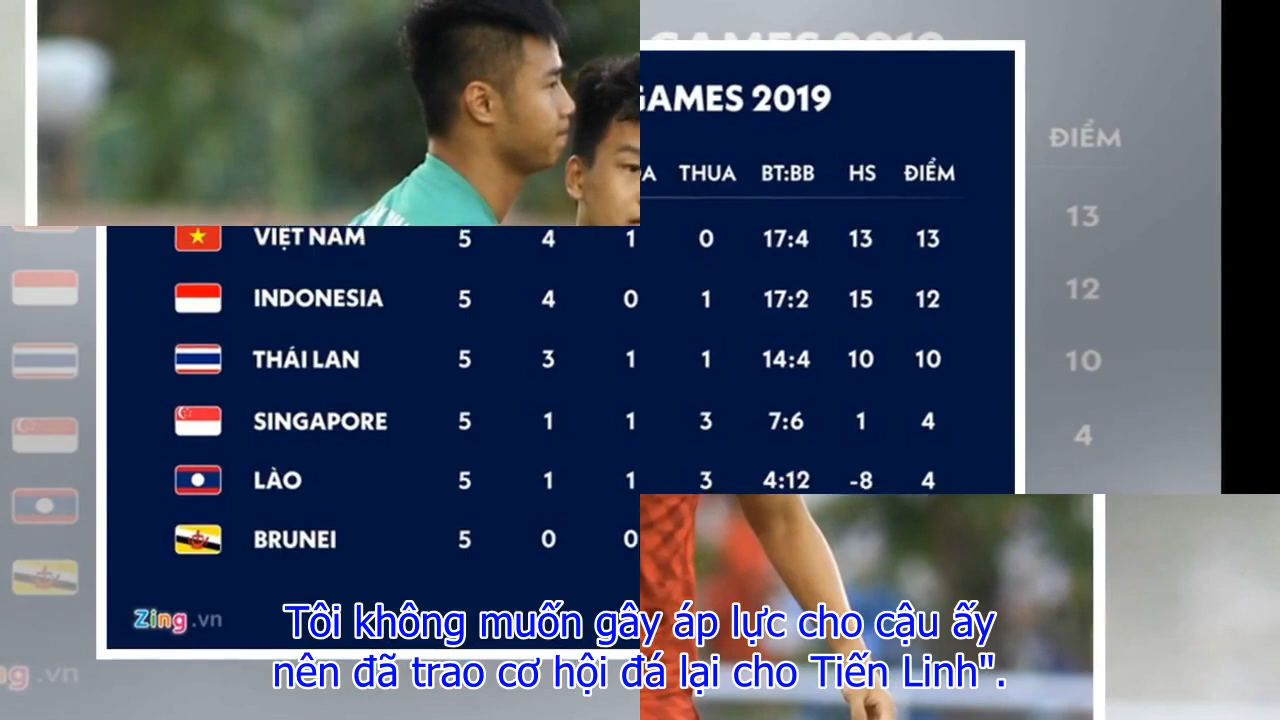 GAMES 2019
GAMES 2019
A THUA BT:BB HS ĐIỂM
ĐIỂM
VIỆT NAM 5 4 1 0 17:4 13 13
13
INDONESIA 5 4 0 1 17:2 15 12
12
THÁI LAN 5 3 1 1 14:4 10 10
10
SINGAPORE 5 1 1 3 7:6 1 4
4
LÀO 5 1 1 3 4:12 -8 4
BRUNEI 5 0 0
Zing.vn
ng.vn
Tôi không muốn gây áp lực cho cậu ấy
nên đã trao cơ hội đá lại cho Tiến Linh".